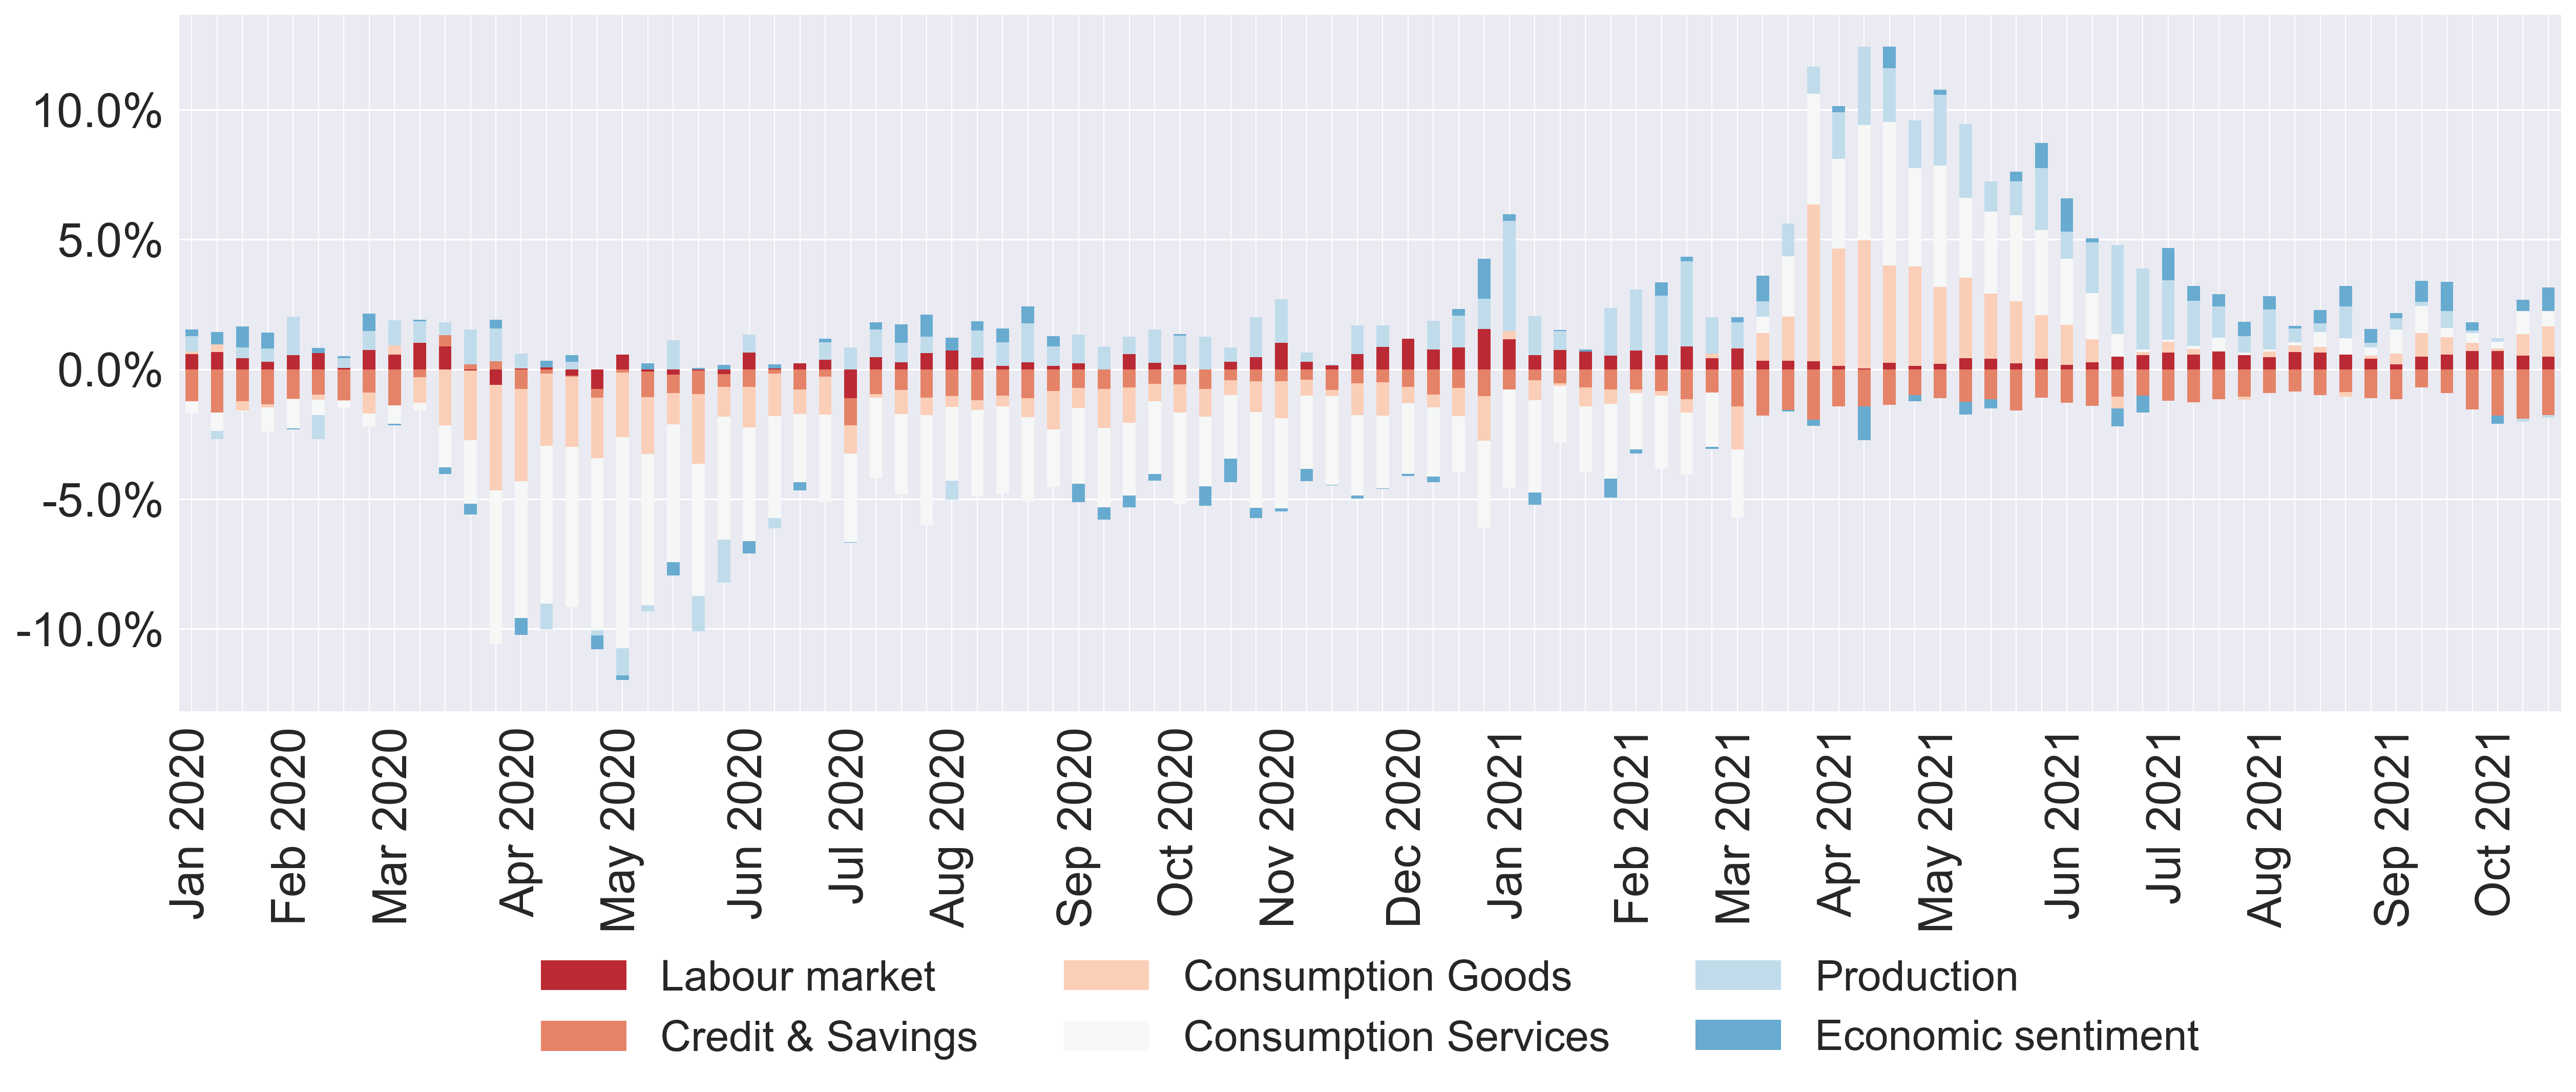 10.0%
5.0%
0.0%
-5.0%
-10.0%
Jan 2020
Feb 2020
Mar 2020
Apr 2020
May 2020
Jun 2020
Jul 2020
Aug 2020
Sep 2020
Oct 2020
Nov 2020
Dec 2020
Jan 2021
Feb 2021
Mar 2021
Apr 2021
May 2021
Jun 2021
Jul 2021
Aug 2021
Sep 2021
Oct 2021
Labour market
Consumption Goods
Production
Credit & Savings
Consumption Services
Economic sentiment